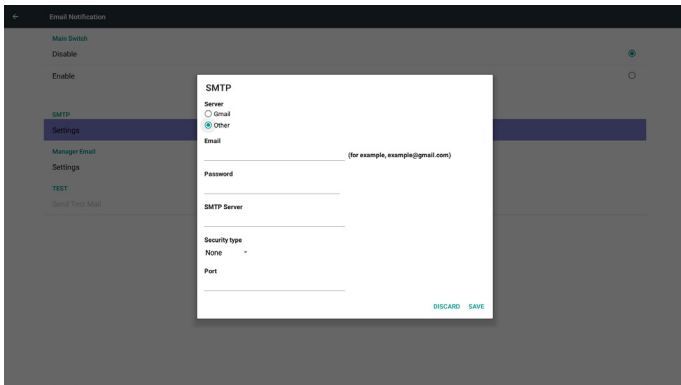 Email Notification
Main Switch
Disable
Enable
SMTP
Settings
Manager Email
Settings
TEST
Send Test Mail
SMTP
Server
Gmail
Other
Email
(for example, example@gmail.com)
Password
SMTP Server
Security type
None
Port
DISCARD SAVE